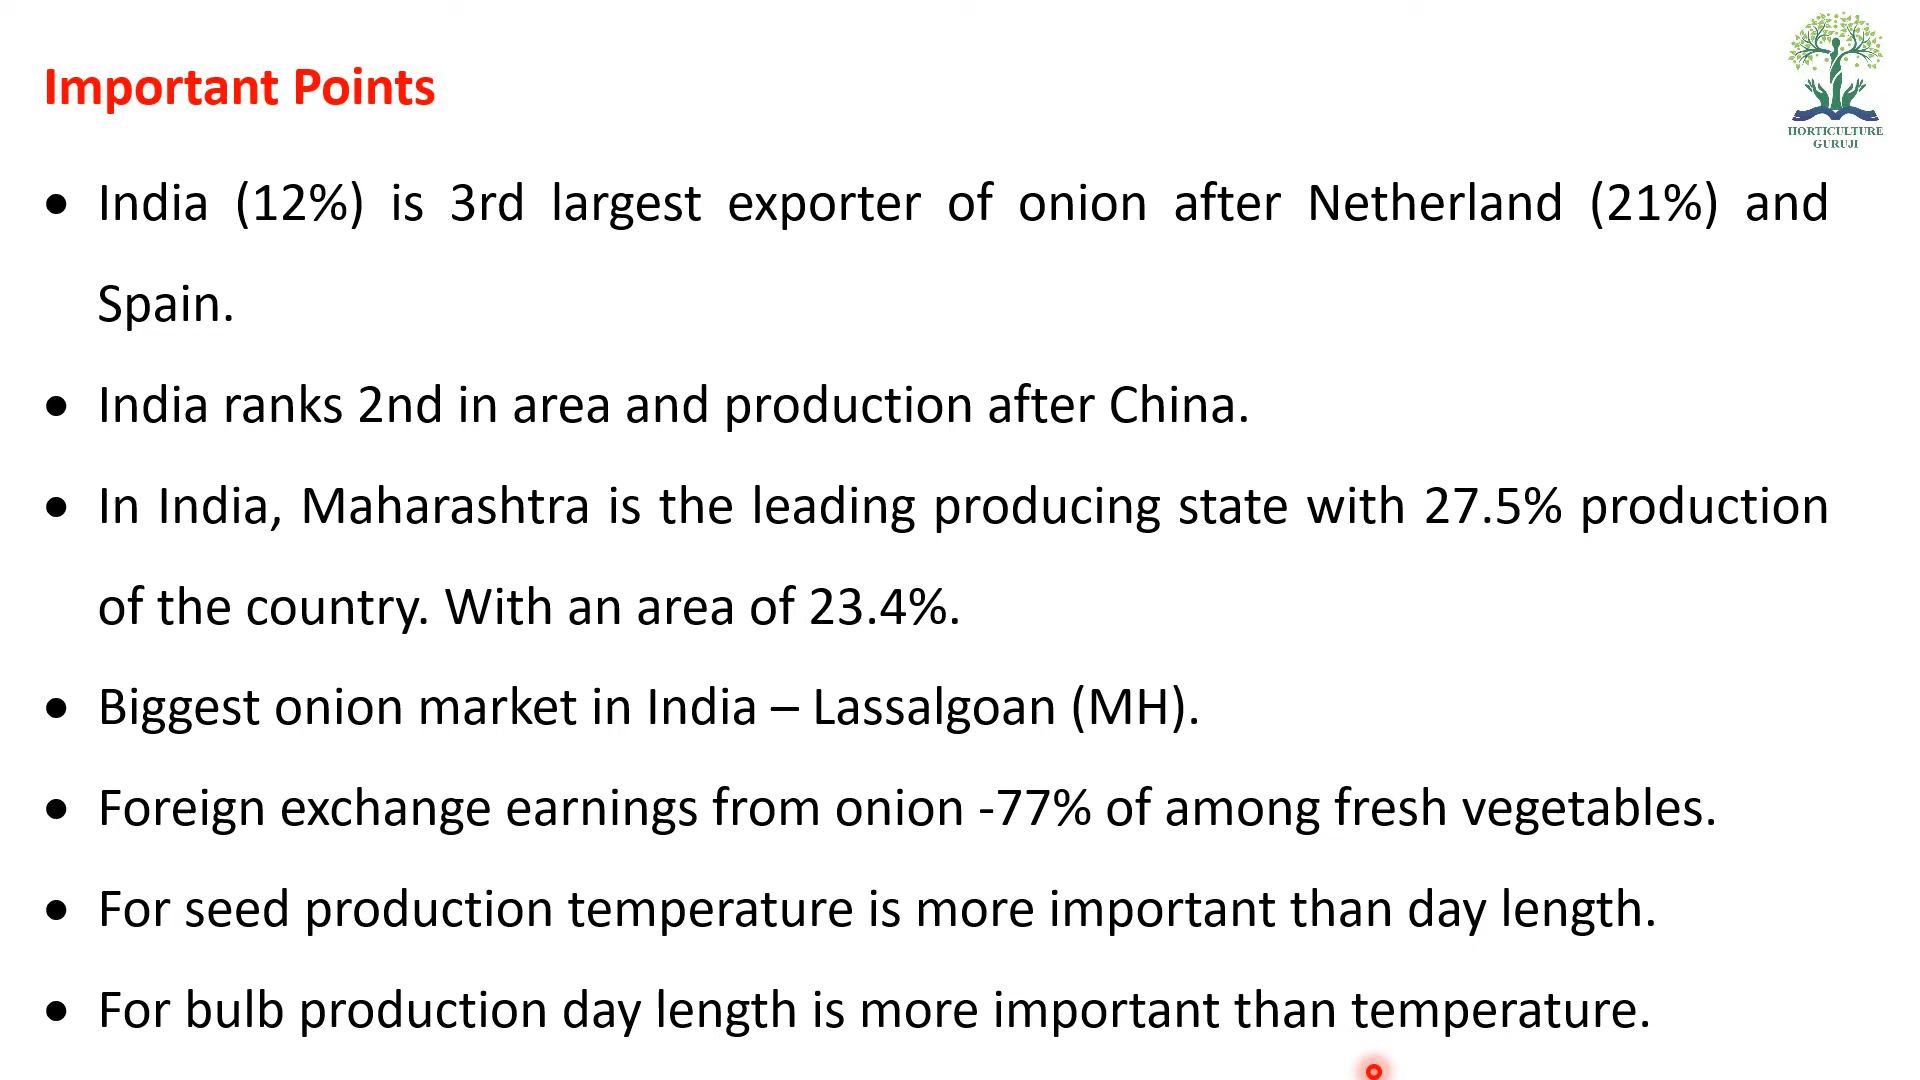 Important Points
HORTICULTURE
GURUJI
• India (12%) is 3rd largest exporter of onion after Netherland (21%) and
Spain.
• India ranks 2nd in area and production after China.
• In India, Maharashtra is the leading producing state with 27.5% production
of the country. With an area of 23.4%.
• Biggest onion market in India – Lassalgoan (MH).
• Foreign exchange earnings from onion -77% of among fresh vegetables.
• For seed production temperature is more important than day length.
• For bulb production day length is more important than temperature.